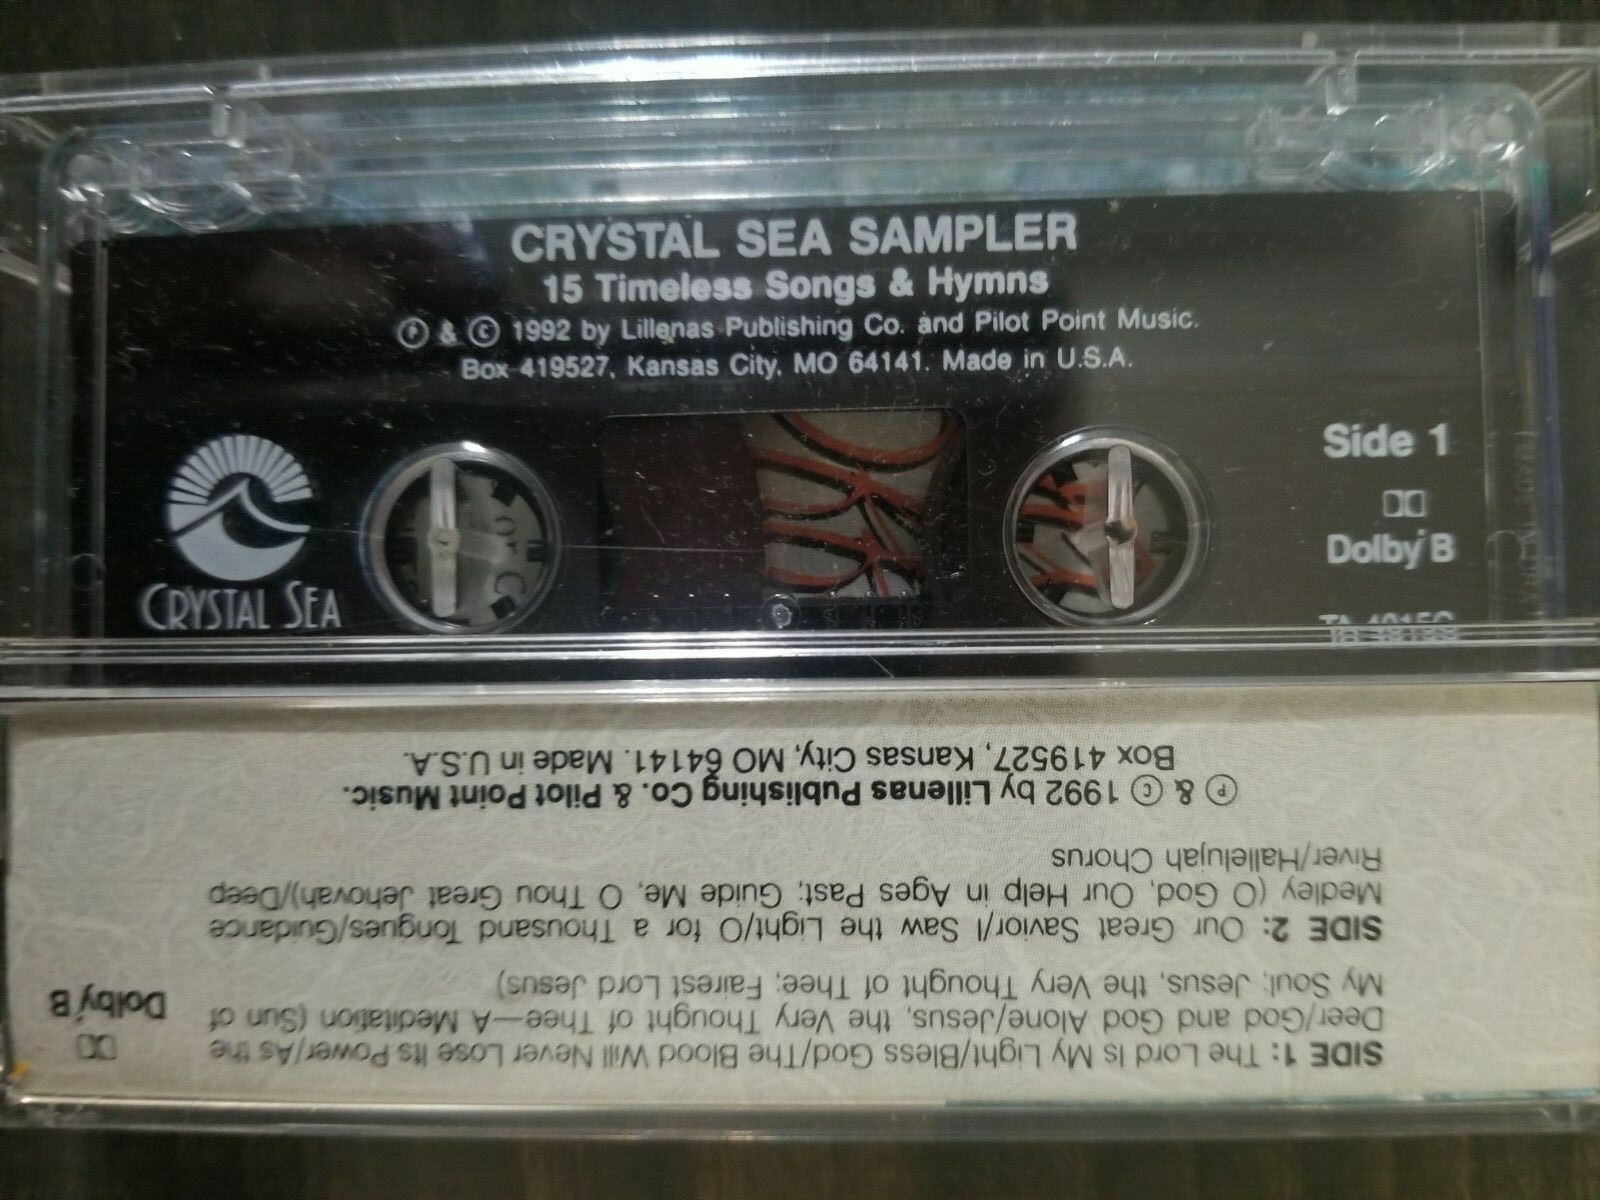 CRYSTAL SEA SAMPLER
15 Timeless Songs & Hymns
Ⓟ & © 1992 by Lillenas Publishing Co. and Pilot Point Music.
Box 419527, Kansas City, MO 64141. Made in U.S.A.
Side 1
Dolby B
CRYSTAL SEA
SIDE 1: The Lord Is My Light/Bless God/The Blood Will Never Lose Its Power/As the
Deer/God and God Alone/Jesus, the Very Thought of Thee—A Meditation (Sun of
My Soul; Jesus, the Very Thought of Thee; Fairest Lord Jesus)
Dolby B
SIDE 2: Our Great Savior/I Saw the Light/O for a Thousand Tongues/Guidance
Medley (O God, Our Help in Ages Past; Guide Me, O Thou Great Jehovah)/Deep
River/Hallelujah Chorus
Ⓟ & © 1992 by Lillenas Publishing Co. & Pilot Point Music.
Box 419527, Kansas City, MO 64141. Made in U.S.A.